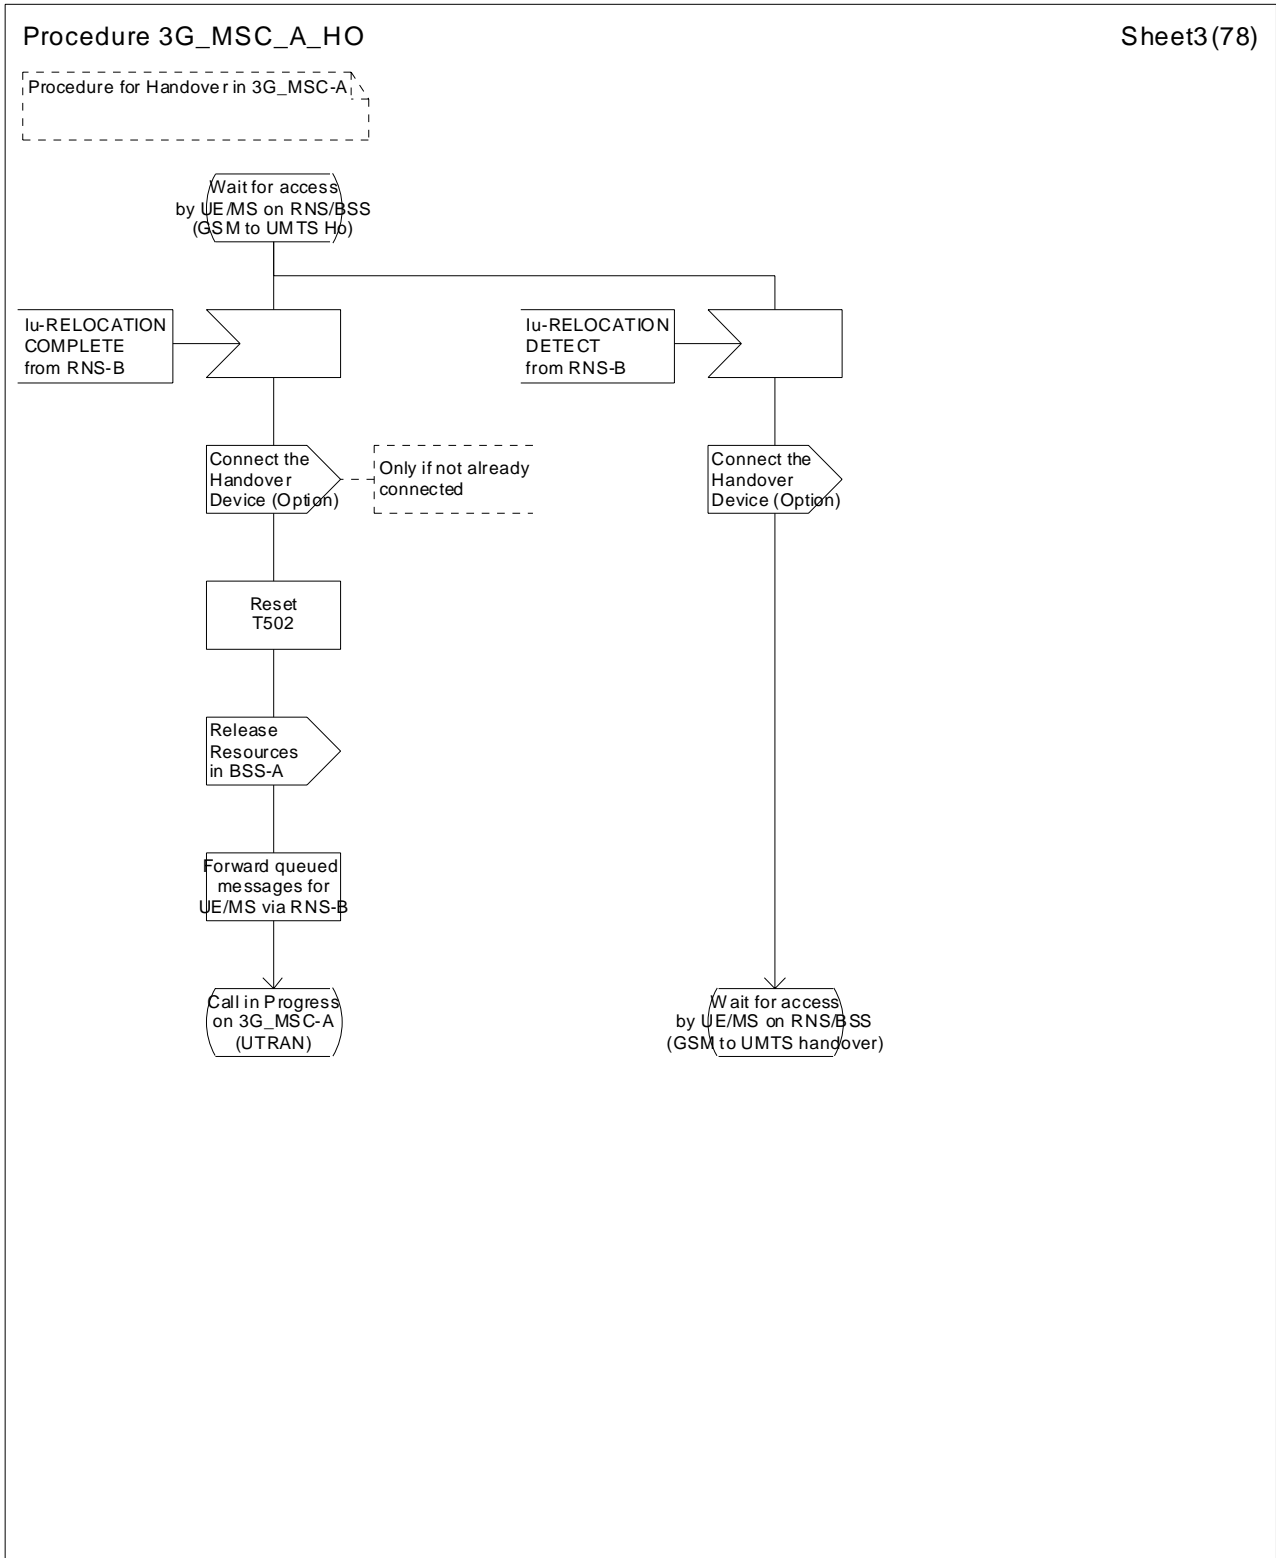 Procedure 3G_MSC_A_HO
Sheet3(78)
Procedure for Handover in 3G_MSC-A
Wait for access
by UE/MS on RNS/BSS
(GSM to UMTS Ho)
Iu-RELOCATION
COMPLETE
from RNS-B
Iu-RELOCATION
DETECT
from RNS-B
Connect the
Handover
Device (Option)
Only if not already
connected
Connect the
Handover
Device (Option)
Reset
T502
Release
Resources
in BSS-A
Forward queued
messages for
UE/MS via RNS-B
Call in Progress
on 3G_MSC-A
(UTRAN)
Wait for access
by UE/MS on RNS/BSS
(GSM to UMTS handover)